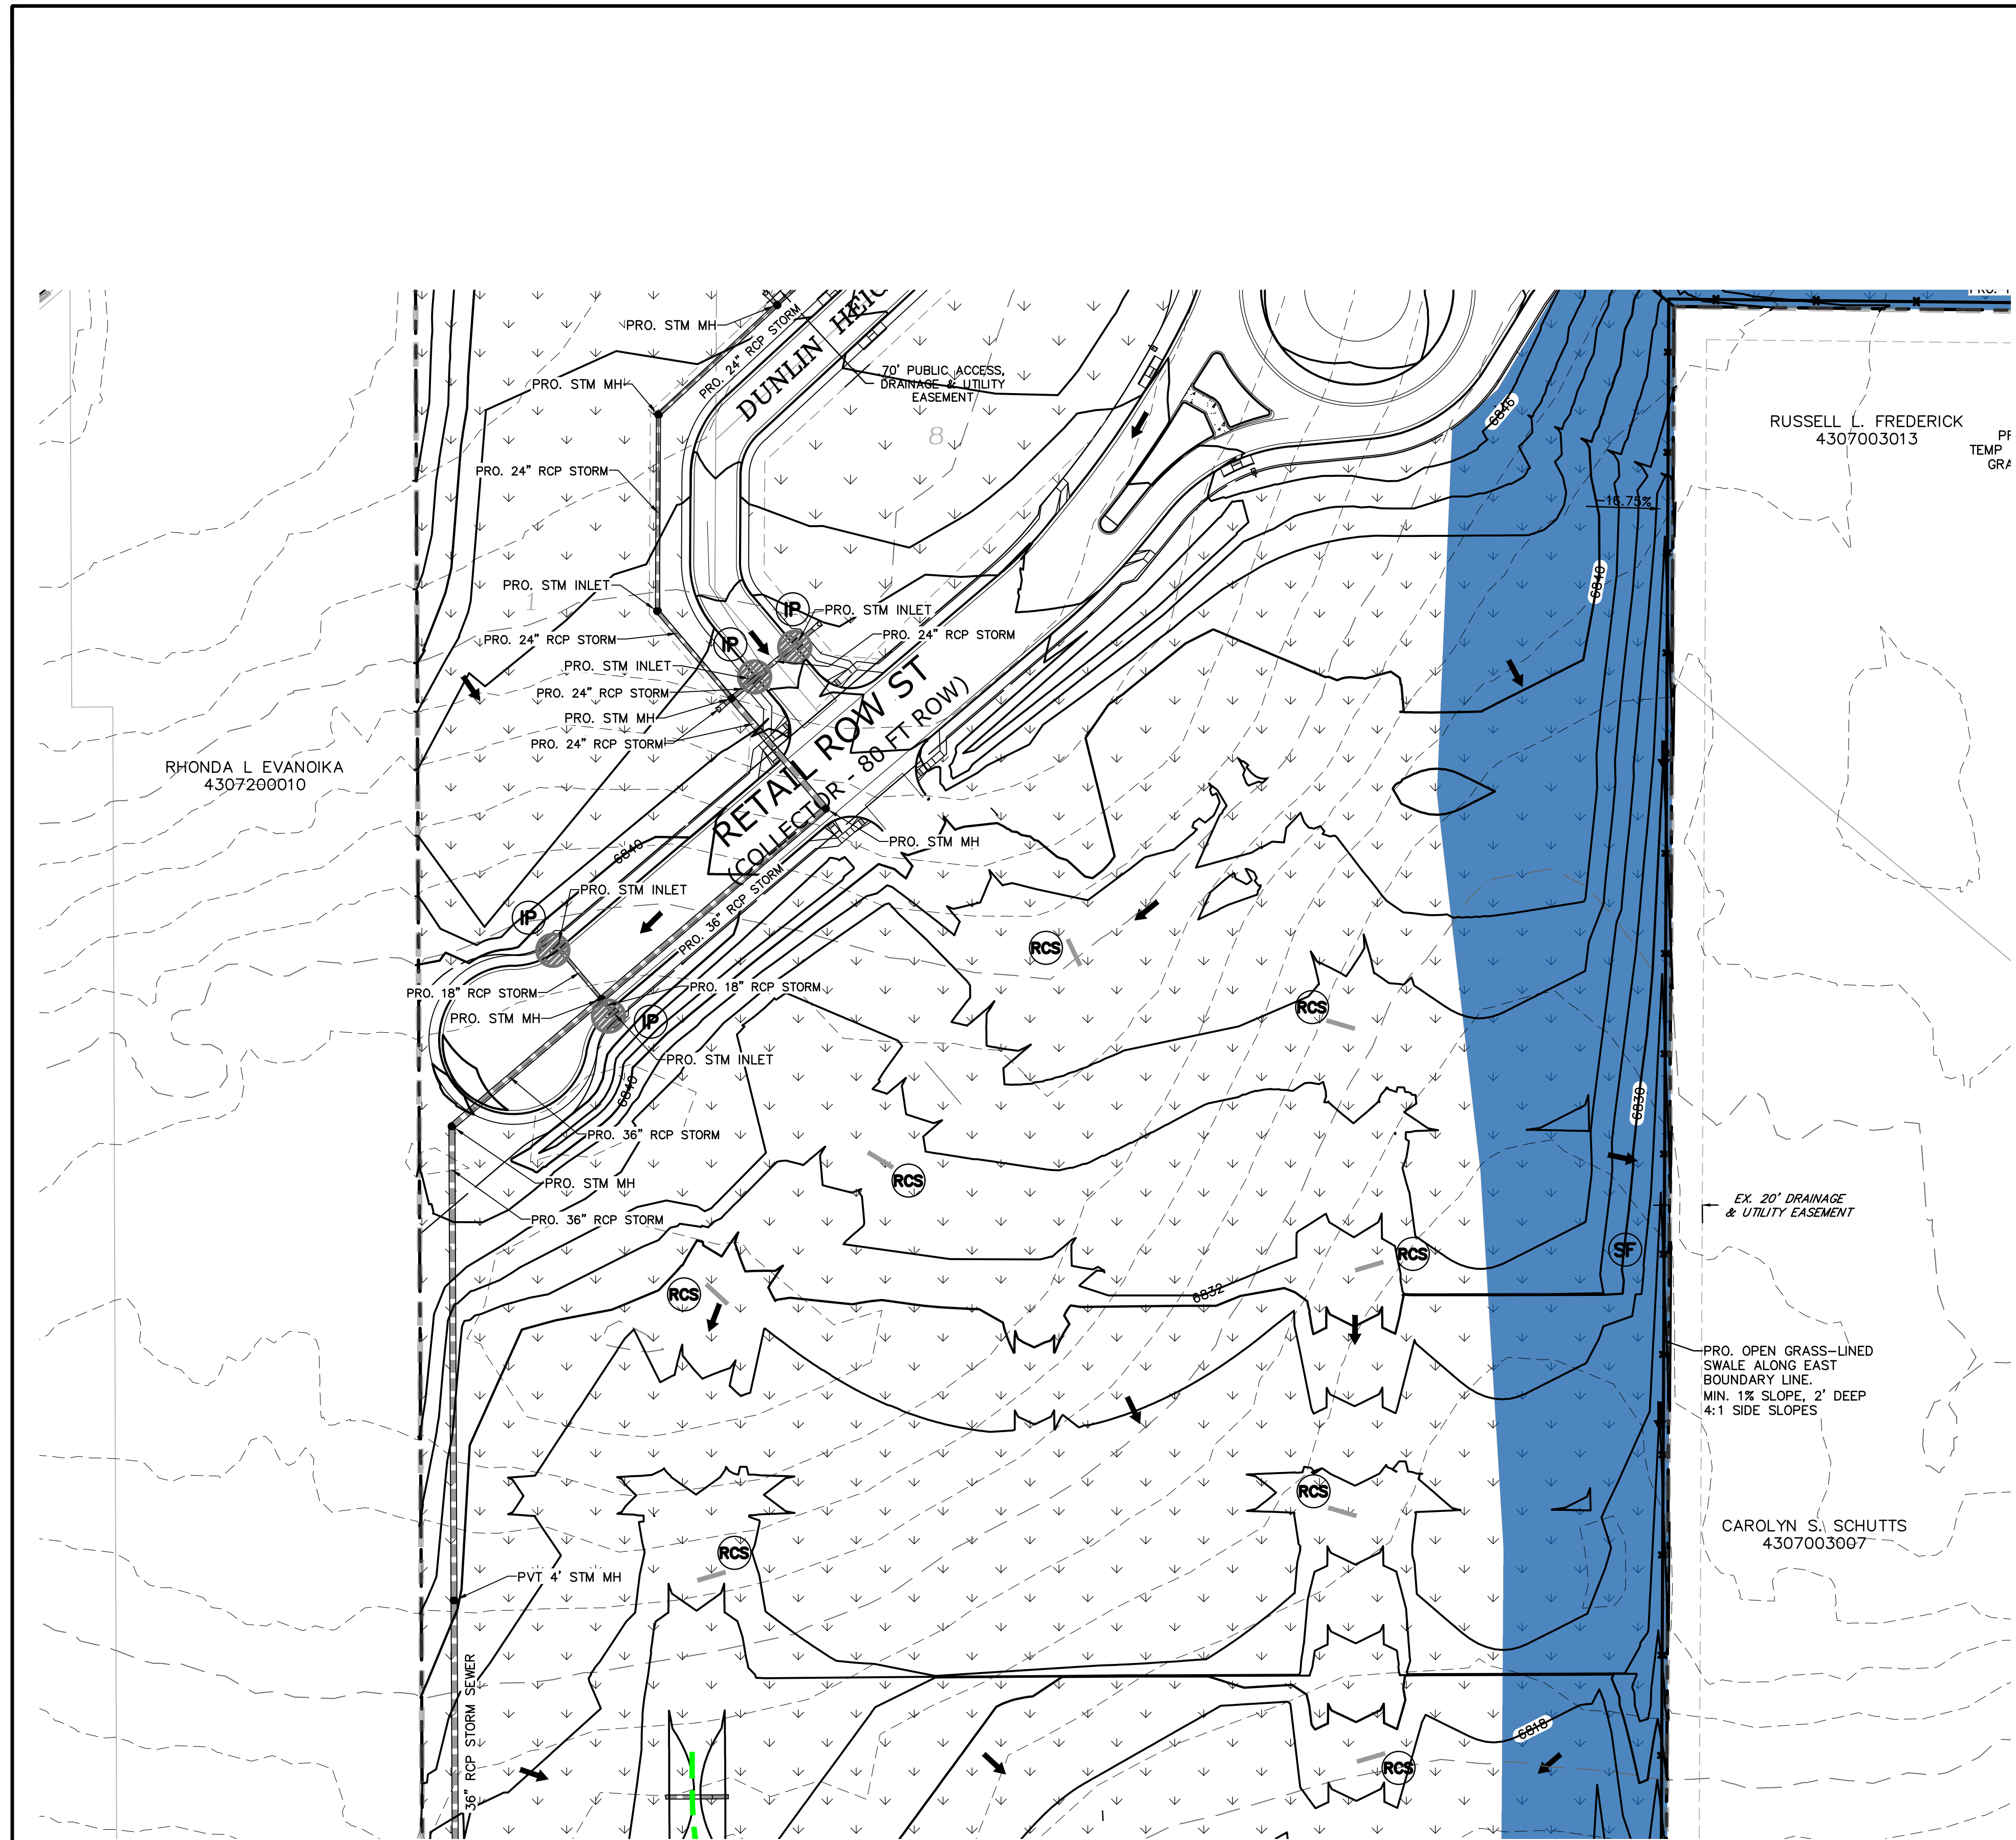 PRO. STM MH
PRO. 24" RCP STORM
DUNLIN
70' PUBLIC ACCESS,
DRAINAGE & UTILITY
EASEMENT
8
PRO. STM MH
PRO. 24" RCP STORM
6846
RUSSELL L. FREDERICK
4307003013
TEMP
16.75%
6840
PRO. STM INLET
1
IP
PRO. STM INLET
PRO. 24" RCP STORM
IP
PRO. 24" RCP STORM
PRO. STM INLET
PRO. 24" RCP STORM
PRO. STM MH
PRO. 24" RCP STORM
RETAIL ROW ST
(COLLECTOR - 80 FT ROW)
RHONDA L EVANOIKA
4307200010
6840
PRO. STM MH
PRO. STM INLET
IP
PRO. 36" RCP STORM
RCS
PRO. 18" RCP STORM
PRO. 18" RCP STORM
PRO. STM MH
IP
RCS
PRO. STM INLET
6840
6830
PRO. 36" RCP STORM
PRO. STM MH
RCS
PRO. 36" RCP STORM
EX. 20' DRAINAGE
& UTILITY EASEMENT
RCS
SF
RCS
6832
PRO. OPEN GRASS-LINED
SWALE ALONG EAST
BOUNDARY LINE.
MIN. 1% SLOPE, 2' DEEP
4:1 SIDE SLOPES
RCS
RCS
CAROLYN S. SCHUTTS
4307003007
PVT 4' STM MH
36" RCP STORM SEWER
6818
RCS